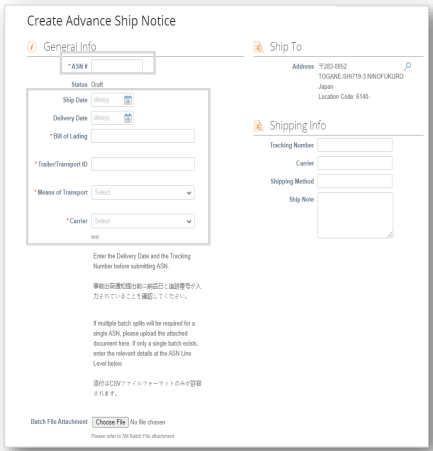 Create Advance Ship Notice
General Info
* ASN #
Status Draft
Ship Date d/m/yy
Delivery Date d/m/yy
* Bill of Lading
* Trailer/Transport ID
* Means of Transport Select
* Carrier Select
test
Enter the Delivery Date and the Tracking
Number before submitting ASN.
事前出荷通知提出前に納品日と追跡番号が入
力されていることを確認してください。
If multiple batch splits will be required for a
single ASN, please upload the attached
document here. If only a single batch exists,
enter the relevant details at the ASN Line
Level below.
添付はCSVファイルフォーマットのみが許容
されます。
Batch File Attachment Choose File No file chosen
Please refer to 3M Batch File attachment
Ship To
Address 〒283-0052
TOGANE-SHI719-3 NINOFUKURO
Japan
Location Code: 6140-
Shipping Info
Tracking Number
Carrier
Shipping Method
Ship Note